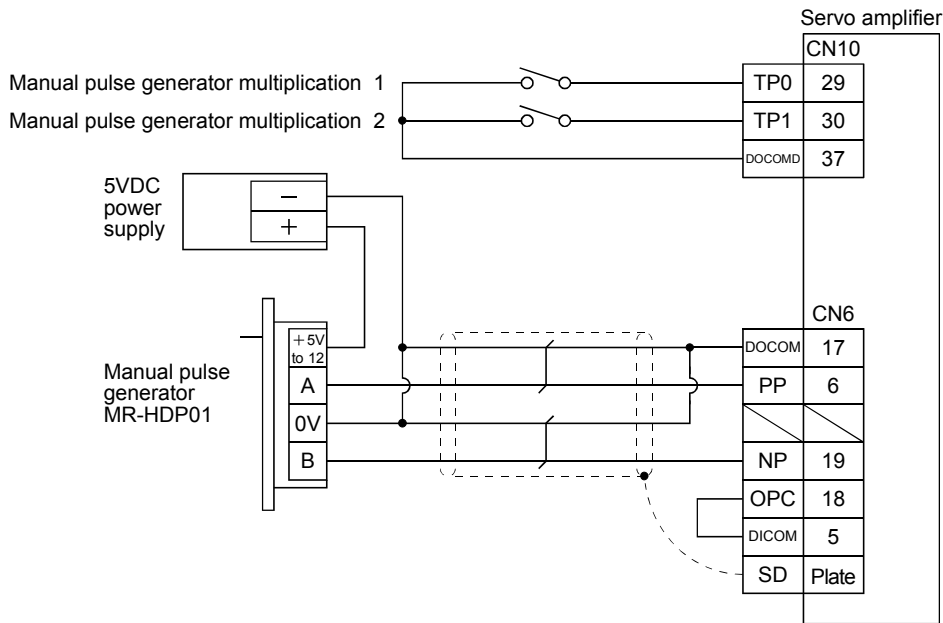 Servo amplifier
CN10
Manual pulse generator multiplication 1
TP0 29
Manual pulse generator multiplication 2
TP1 30
DOCOMD 37
5VDC
power
supply
－
＋
CN6
Manual pulse
generator
MR-HDP01
＋5V
to 12
A
0V
B
DOCOM 17
PP 6
NP 19
OPC 18
DICOM 5
SD Plate